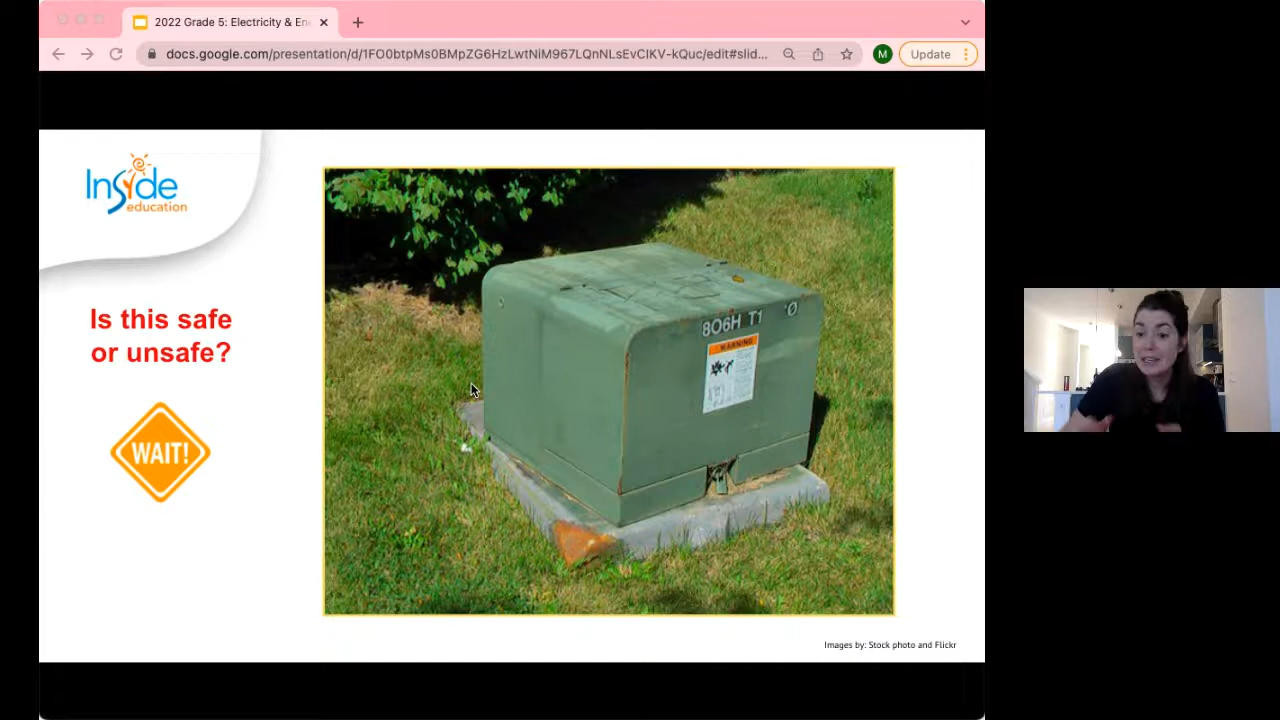 2022 Grade 5: Electricity & En
docs.google.com/presentation/d/1FO0btpMs0BMpZG6HzLwtNiM967LQnNLsEvCIKV-kQuc/edit#slid...
M
Update
Inside
education
Is this safe
or unsafe?
WAIT!
8O6H T1 Ø
WARNING
Images by: Stock photo and Flickr